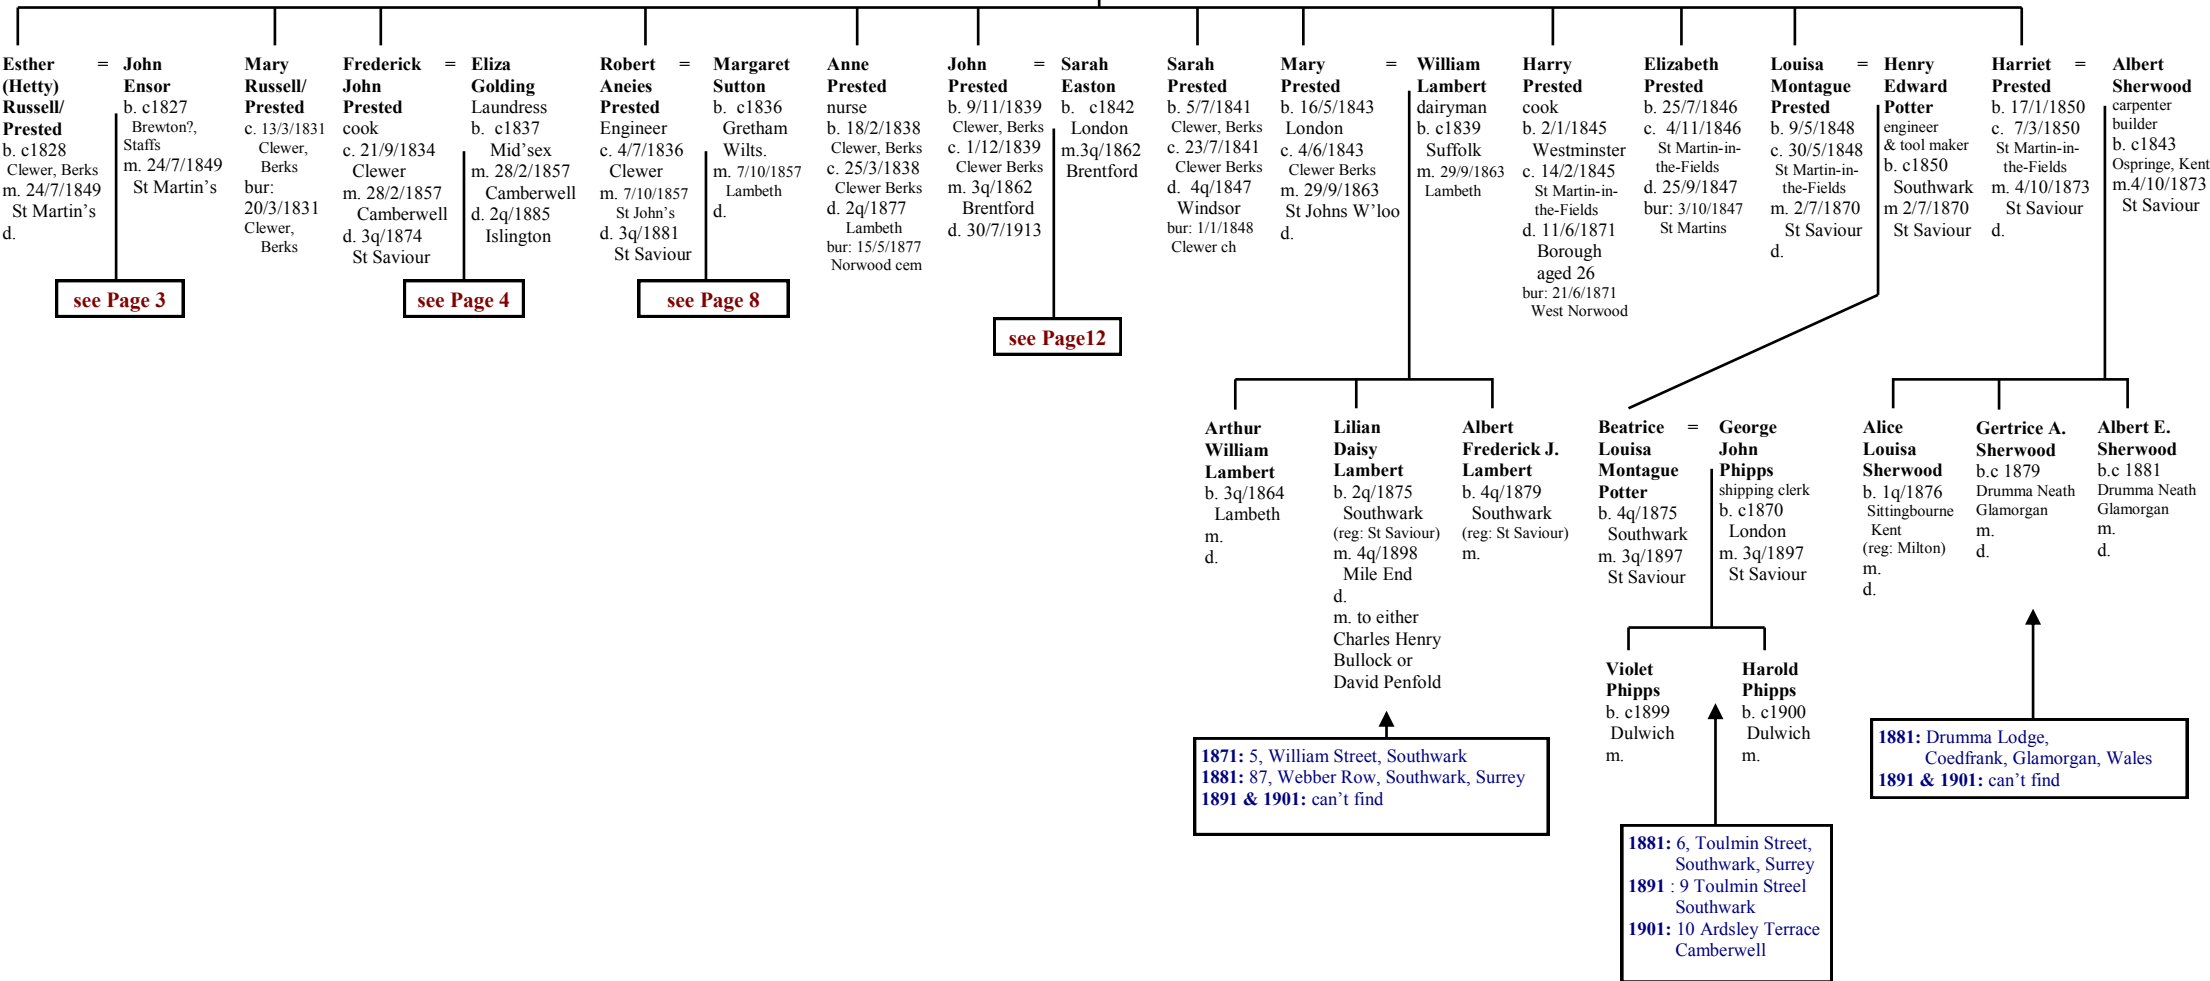 Esther
(Hetty)
Russell/
Prested
b. c1828
Clewer, Berks
m. 24/7/1849
St Martin's
d.
=
John
Ensor
b. c1827
Brewton?,
Staffs
m. 24/7/1849
St Martin's
see Page 3
Mary
Russell/
Prested
c. 13/3/1831
Clewer,
Berks
bur:
20/3/1831
Clewer,
Berks
Frederick
John
Prested
cook
c. 21/9/1834
Clewer
m. 28/2/1857
Camberwell
d. 3q/1874
St Saviour
=
Eliza
Golding
Laundress
b. c1837
Mid'sex
m. 28/2/1857
Camberwell
d. 2q/1885
Islington
see Page 4
Robert
Aneies
Prested
Engineer
c. 4/7/1836
Clewer
m. 7/10/1857
St John's
d. 3q/1881
St Saviour
=
Margaret
Sutton
b. c1836
Gretham
Wilts.
m. 7/10/1857
Lambeth
d.
see Page 8
Anne
Prested
nurse
b. 18/2/1838
Clewer, Berks
c. 25/3/1838
Clewer Berks
d. 2q/1877
Lambeth
bur: 15/5/1877
Norwood cem
John
Prested
b. 9/11/1839
Clewer, Berks
c. 1/12/1839
Clewer Berks
m. 3q/1862
Brentford
d. 30/7/1913
=
Sarah
Easton
b. c1842
London
m.3q/1862
Brentford
see Page12
Sarah
Prested
b. 5/7/1841
Clewer, Berks
c. 23/7/1841
Clewer Berks
d. 4q/1847
Windsor
bur: 1/1/1848
Clewer ch
Mary
Prested
b. 16/5/1843
London
c. 4/6/1843
Clewer Berks
m. 29/9/1863
St Johns W'loo
d.
=
William
Lambert
dairyman
b. c1839
Suffolk
m. 29/9/1863
Lambeth
Harry
Prested
cook
b. 2/1/1845
Westminster
c. 14/2/1845
St Martin-in-
the-Fields
d. 11/6/1871
Borough
aged 26
bur: 21/6/1871
West Norwood
Elizabeth
Prested
b. 25/7/1846
c. 4/11/1846
St Martin-in-
the-Fields
d. 25/9/1847
bur: 3/10/1847
St Martins
Louisa
Montague
Prested
b. 9/5/1848
c. 30/5/1848
St Martin-in-
the-Fields
m. 2/7/1870
St Saviour
d.
=
Henry
Edward
Potter
engineer
& tool maker
b. c1850
Southwark
m 2/7/1870
St Saviour
Harriet
Prested
b. 17/1/1850
c. 7/3/1850
St Martin-in-
the-Fields
m. 4/10/1873
St Saviour
d.
=
Albert
Sherwood
carpenter
builder
b. c1843
Ospringe, Kent
m.4/10/1873
St Saviour
Arthur
William
Lambert
b. 3q/1864
Lambeth
m.
d.
Lilian
Daisy
Lambert
b. 2q/1875
Southwark
(reg: St Saviour)
m. 4q/1898
Mile End
d.
m. to either
Charles Henry
Bullock or
David Penfold
Albert
Frederick J.
Lambert
b. 4q/1879
Southwark
(reg: St Saviour)
m.
Beatrice
Louisa
Montague
Potter
b. 4q/1875
Southwark
m. 3q/1897
St Saviour
=
George
John
Phipps
shipping clerk
b. c1870
London
m. 3q/1897
St Saviour
Alice
Louisa
Sherwood
b. 1q/1876
Sittingbourne
Kent
(reg: Milton)
m.
d.
Gertrice A.
Sherwood
b.c 1879
Drumma Neath
Glamorgan
m.
d.
Albert E.
Sherwood
b.c 1881
Drumma Neath
Glamorgan
m.
d.
Violet
Phipps
b. c1899
Dulwich
m.
Harold
Phipps
b. c1900
Dulwich
m.
1871: 5, William Street, Southwark
1881: 87, Webber Row, Southwark, Surrey
1891 & 1901: can't find
1881: Drumma Lodge,
Coedfrank, Glamorgan, Wales
1891 & 1901: can't find
1881: 6, Toulmin Street,
Southwark, Surrey
1891 : 9 Toulmin Streel
Southwark
1901: 10 Ardsley Terrace
Camberwell